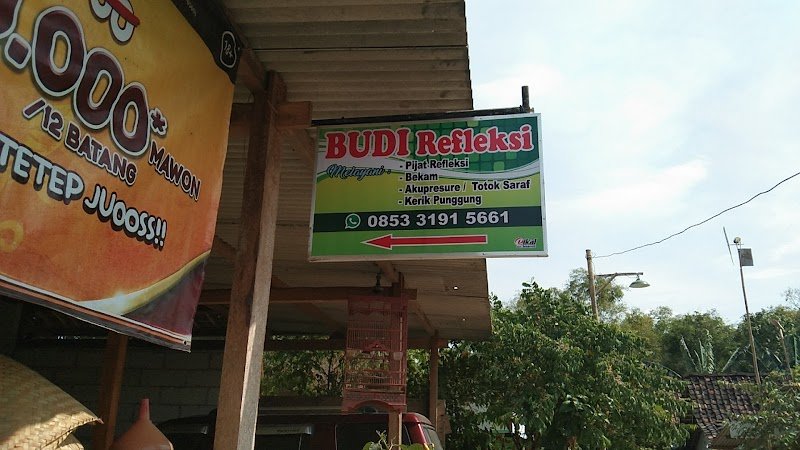 .000*
/12 BATANG
MAWON
TETEP JUOOSS!!
18+
BUDI Refleksi
Melayani :
- Pijat Refleksi
- Bekam
- Akupresure / Totok Saraf
- Kerik Punggung
0853 3191 5661